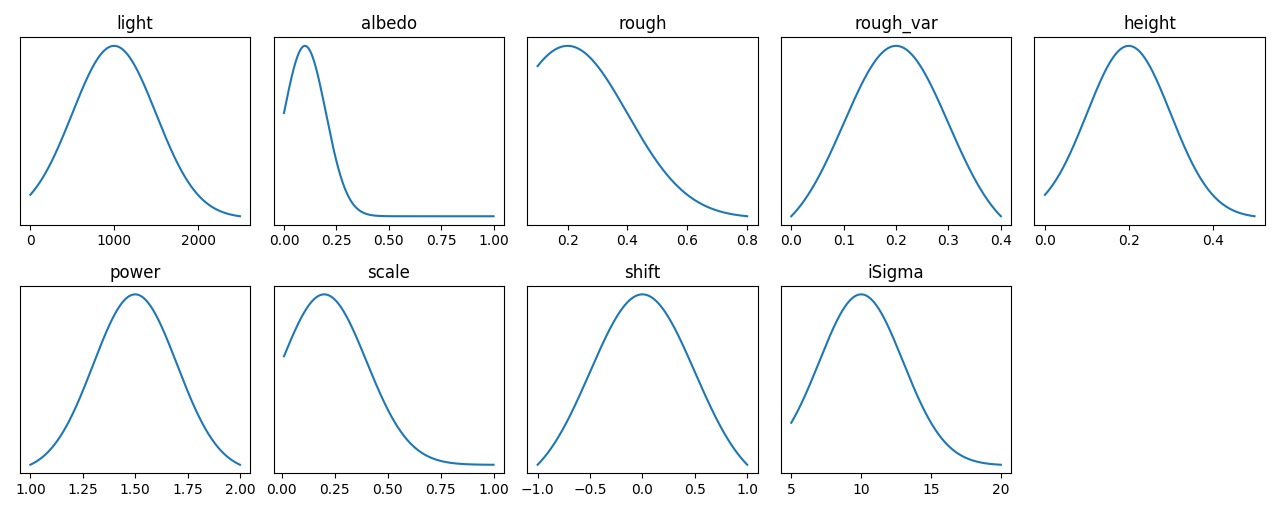 light albedo rough rough_var height
0 1000 2000 0.00 0.25 0.50 0.75 1.00 0.2 0.4 0.6 0.8 0.0 0.1 0.2 0.3 0.4 0.0 0.2 0.4
power scale shift iSigma
1.00 1.25 1.50 1.75 2.00 0.00 0.25 0.50 0.75 1.00 −1.0 −0.5 0.0 0.5 1.0 5 10 15 20